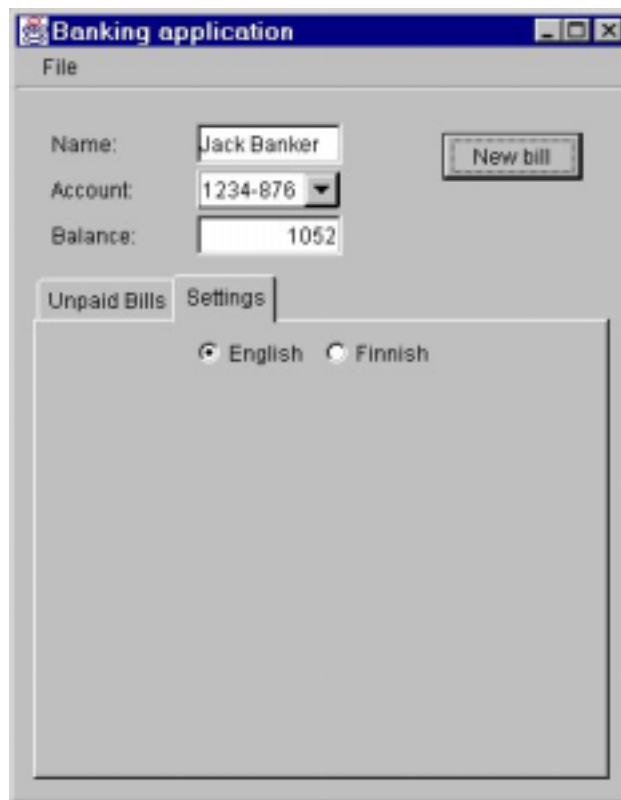 Banking application
File
Name: Jack Banker
New bill
Account: 1234-876
Balance: 1052
Unpaid Bills Settings
English Finnish